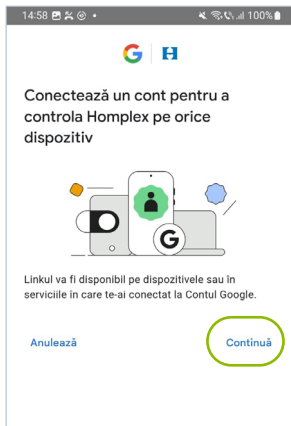 14:58
100%
G H
Conectează un cont pentru a
controla Homplex pe orice
dispozitiv
G
Linkul va fi disponibil pe dispozitivele sau în
serviciile în care te-ai conectat la Contul Google.
Anulează Continuă